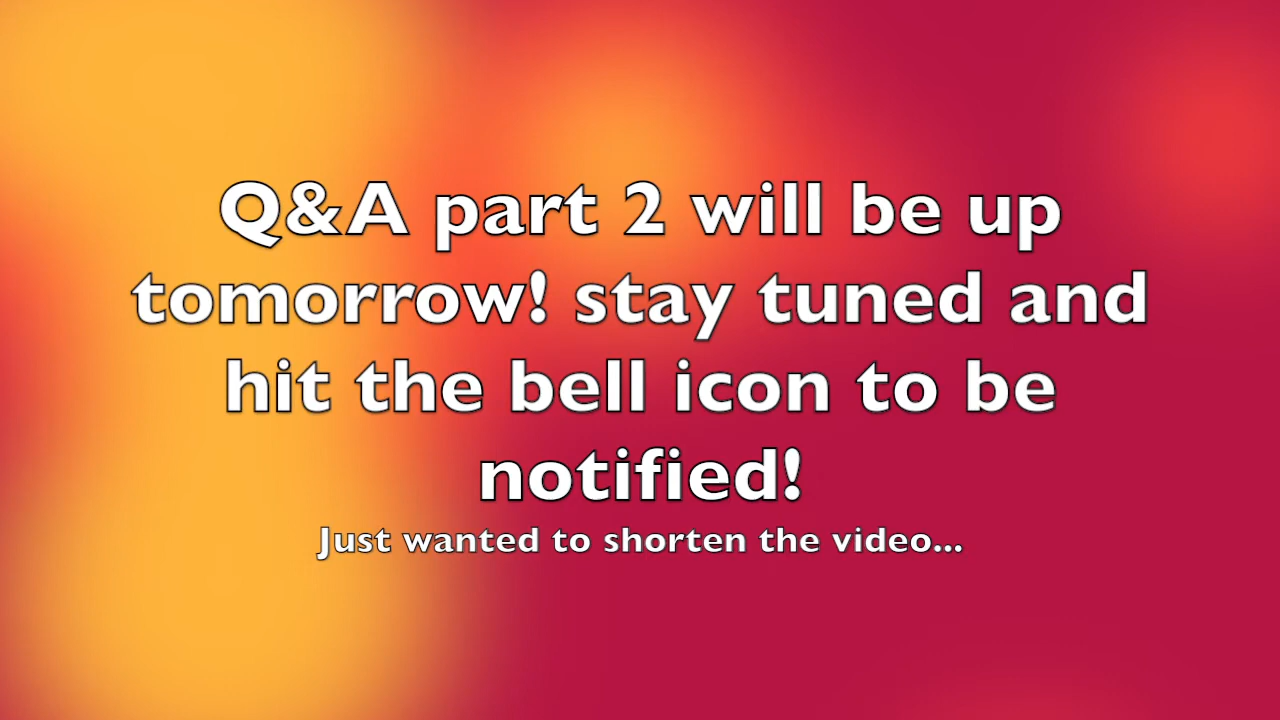 Q&A part 2 will be up
tomorrow! stay tuned and
hit the bell icon to be
notified!
Just wanted to shorten the video...